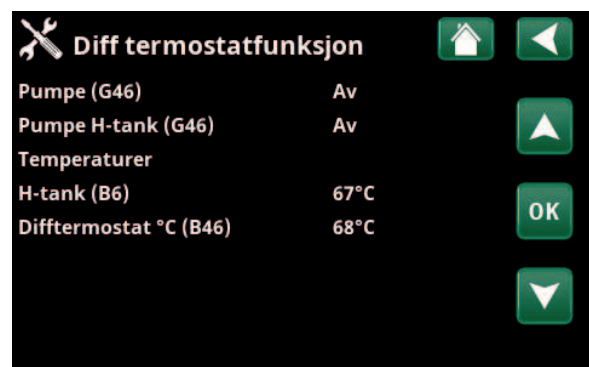 Diff termostatfunksjon
Pumpe (G46) Av
Pumpe H-tank (G46) Av
Temperaturer
H-tank (B6) 67°C
Difftermostat °C (B46) 68°C
OK